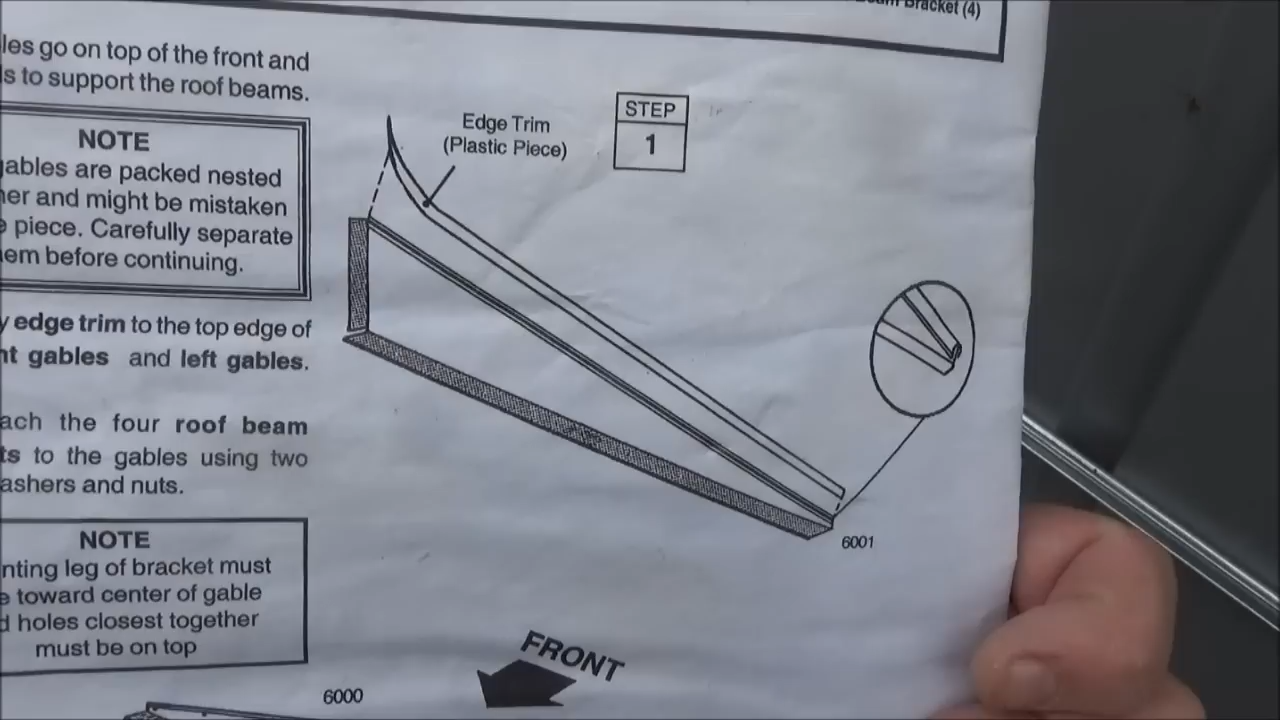 Bracket (4)
les go on top of the front and
s to support the roof beams.
NOTE
gables are packed nested
her and might be mistaken
e piece. Carefully separate
em before continuing.
y edge trim to the top edge of
nt gables and left gables.
ach the four roof beam
ts to the gables using two
ashers and nuts.
NOTE
nting leg of bracket must
e toward center of gable
d holes closest together
must be on top
Edge Trim
(Plastic Piece)
STEP
1
6001
FRONT
6000